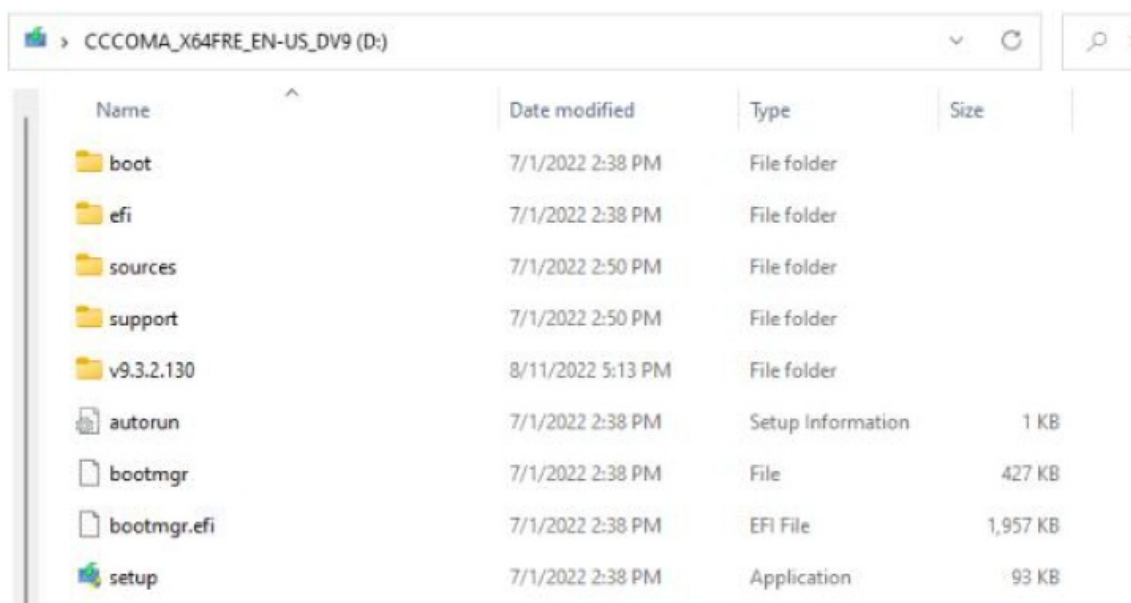 CCCOMA_X64FRE_EN-US_DV9 (D:)
Name Date modified Type Size
boot 7/1/2022 2:38 PM File folder
efi 7/1/2022 2:38 PM File folder
sources 7/1/2022 2:50 PM File folder
support 7/1/2022 2:50 PM File folder
v9.3.2.130 8/11/2022 5:13 PM File folder
autorun 7/1/2022 2:38 PM Setup Information 1 KB
bootmgr 7/1/2022 2:38 PM File 427 KB
bootmgr.efi 7/1/2022 2:38 PM EFI File 1,957 KB
setup 7/1/2022 2:38 PM Application 93 KB